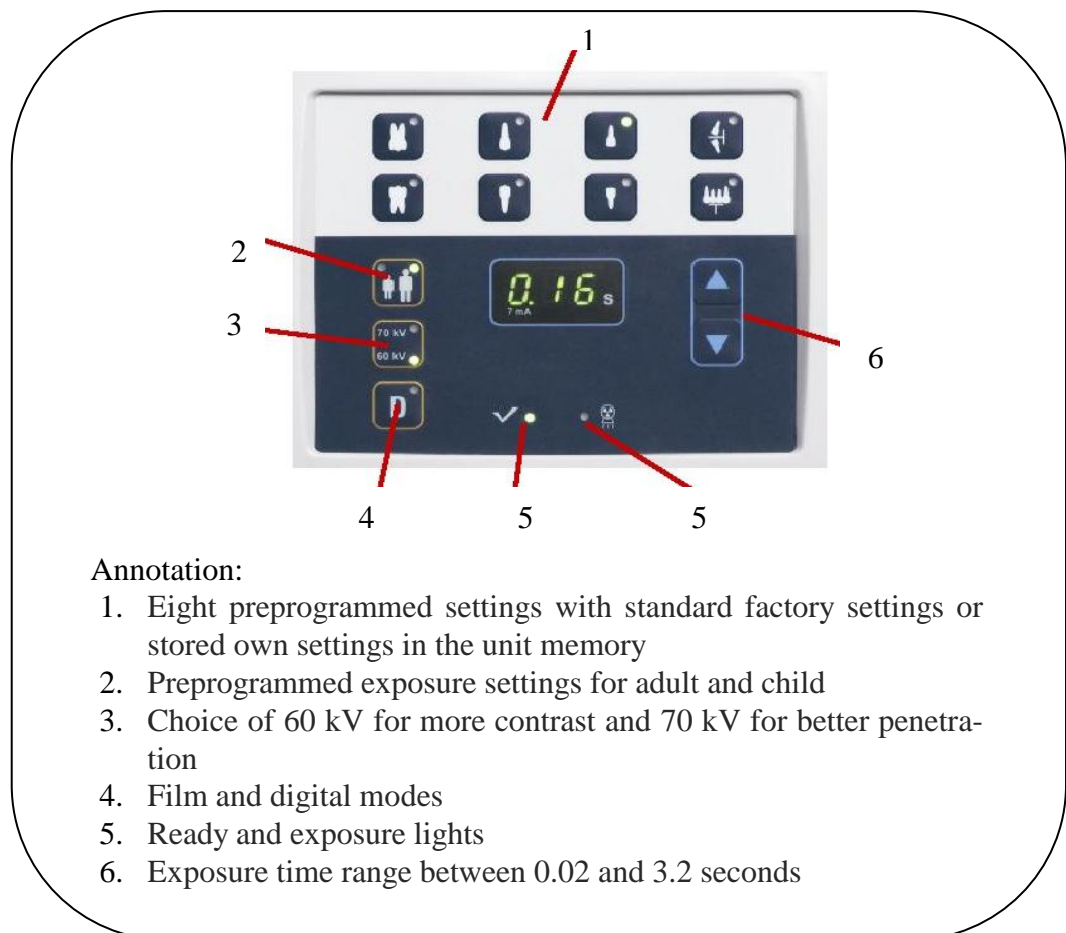 1
2
0.16 s
7 mA
3
70 kV
60 kV
6
D
4
5
5
Annotation:
1. Eight preprogrammed settings with standard factory settings or
stored own settings in the unit memory
2. Preprogrammed exposure settings for adult and child
3. Choice of 60 kV for more contrast and 70 kV for better penetra-
tion
4. Film and digital modes
5. Ready and exposure lights
6. Exposure time range between 0.02 and 3.2 seconds